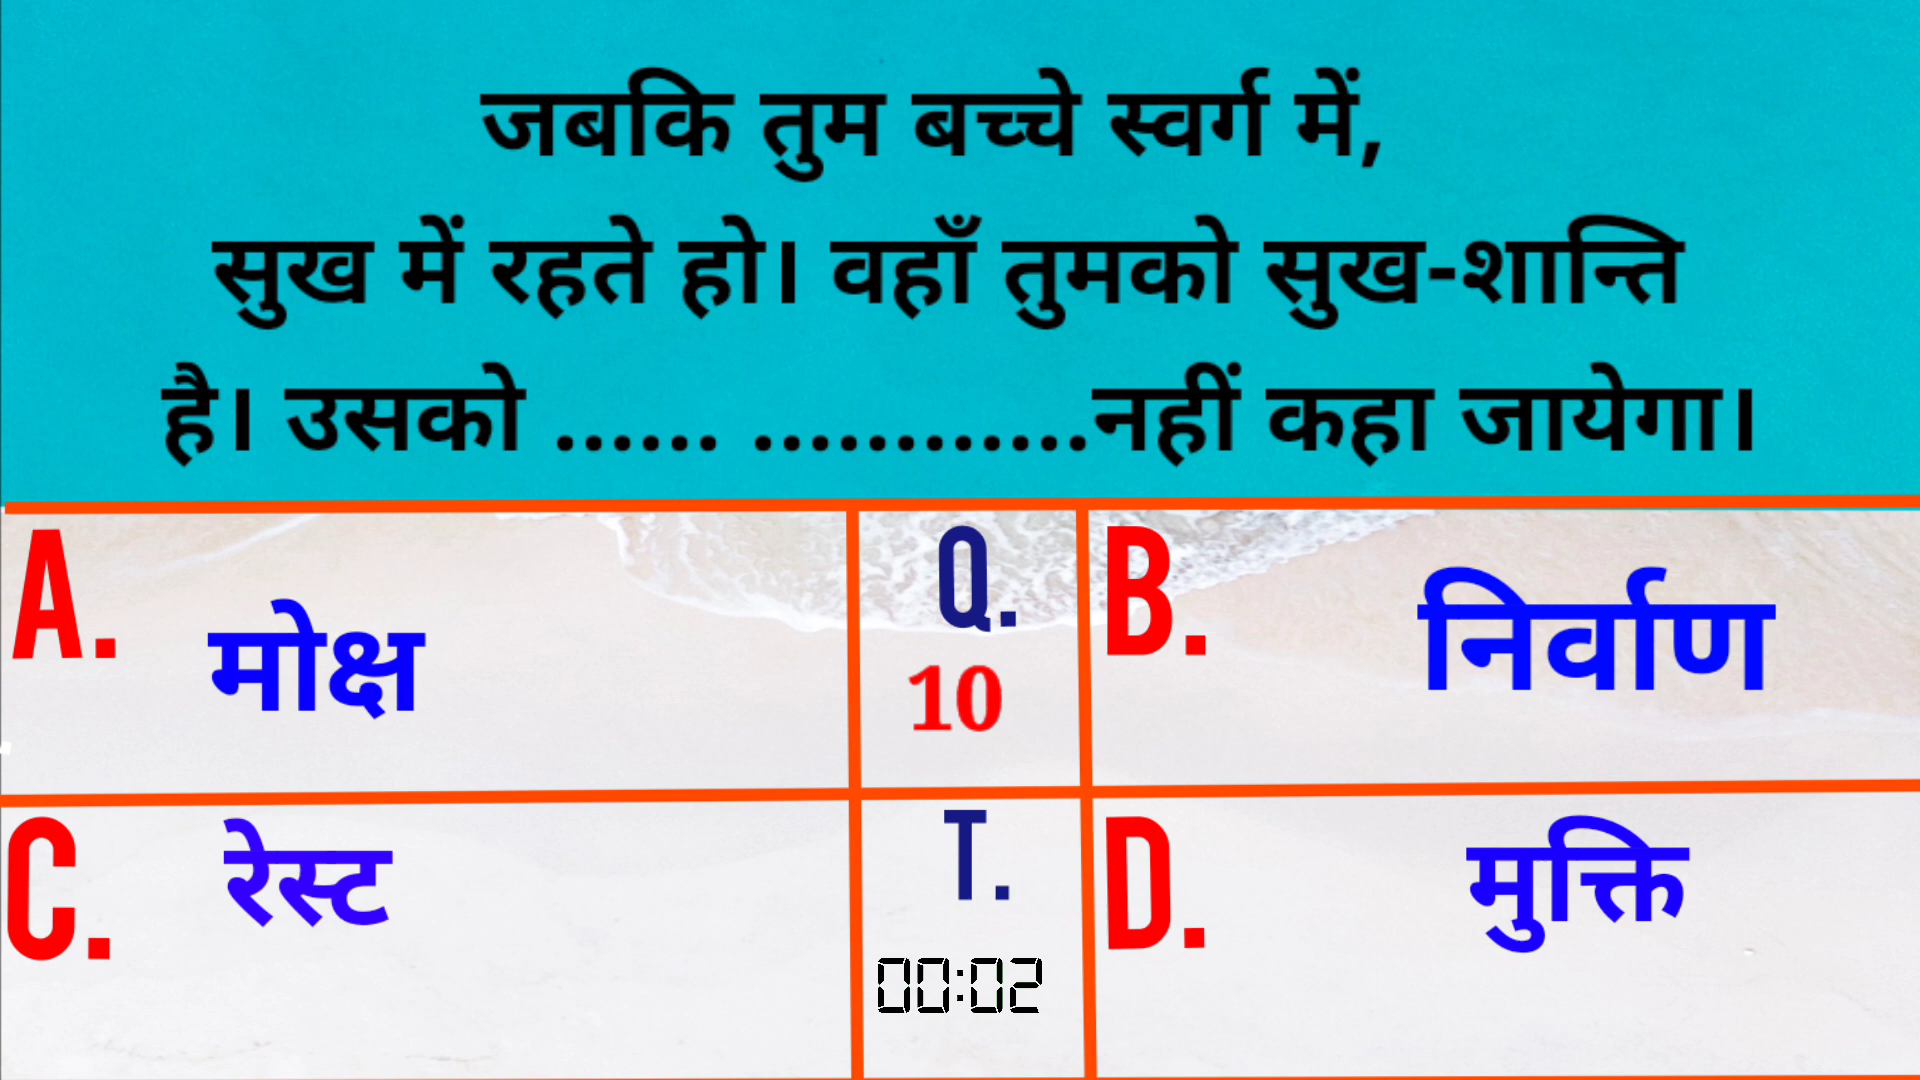 जबकि तुम बच्चे स्वर्ग में,
सुख में रहते हो। वहाँ तुमको सुख-शान्ति
है। उसको ...... ............नहीं कहा जायेगा।
A. मोक्ष
Q.
10
B. निर्वाण
C. रेस्ट
T.
00:02
D. मुक्ति